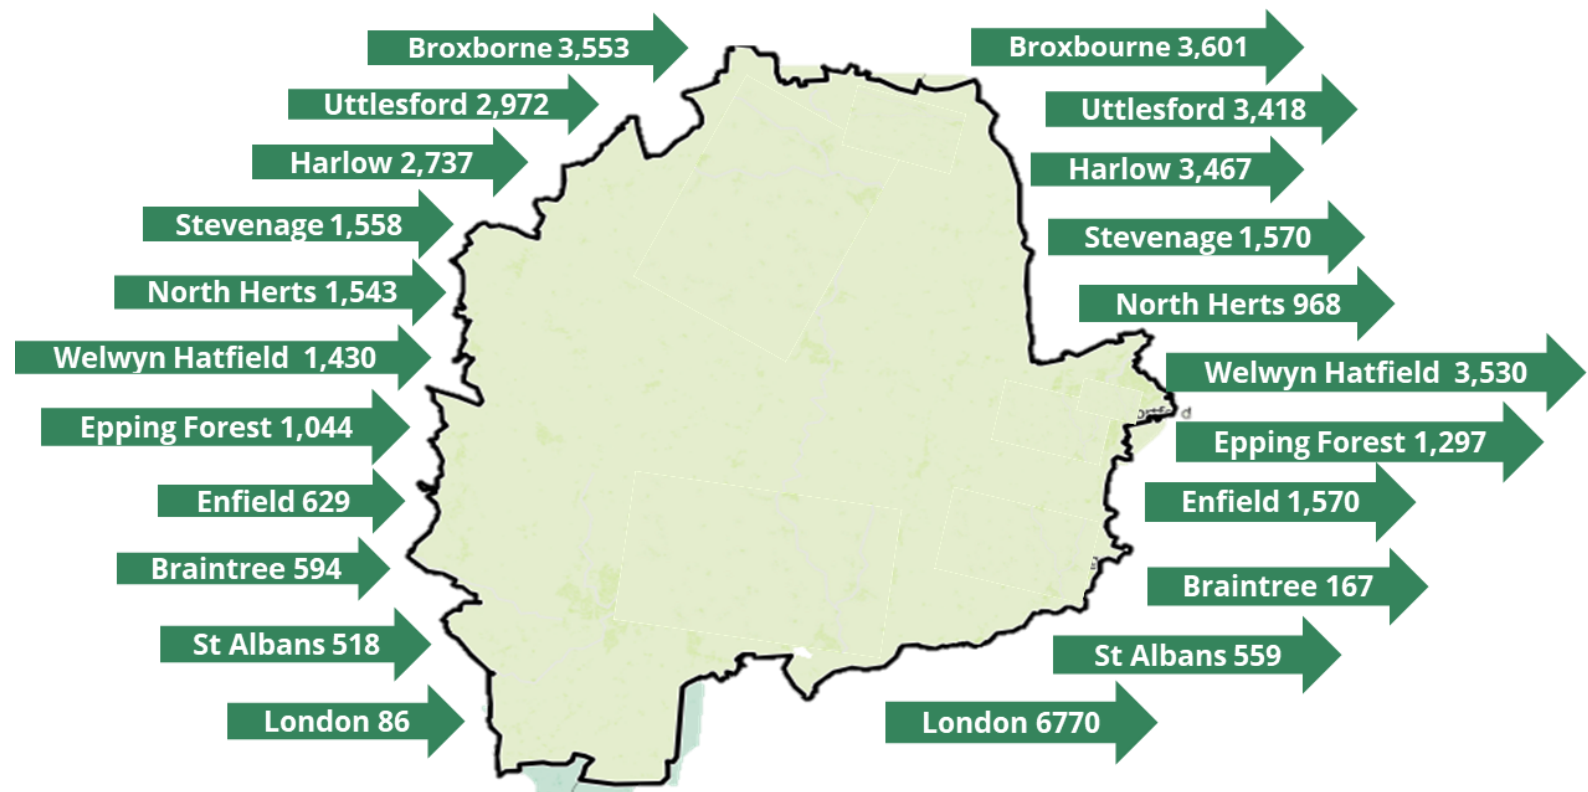 Broxborne 3,553
Uttlesford 2,972
Harlow 2,737
Stevenage 1,558
North Herts 1,543
Welwyn Hatfield 1,430
Epping Forest 1,044
Enfield 629
Braintree 594
St Albans 518
London 86
Broxbourne 3,601
Uttlesford 3,418
Harlow 3,467
Stevenage 1,570
North Herts 968
Welwyn Hatfield 3,530
Epping Forest 1,297
Enfield 1,570
Braintree 167
St Albans 559
London 6770